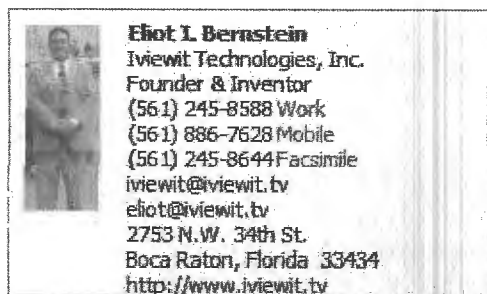 Eliot I. Bernstein
Iviewit Technologies, Inc.
Founder & Inventor
(561) 245-8588 Work
(561) 886-7628 Mobile
(561) 245-8644 Facsimile
iviewit@iviewit.tv
eliot@iviewit.tv
2753 N.W. 34th St.
Boca Raton, Florida 33434
http://www.iviewit.tv